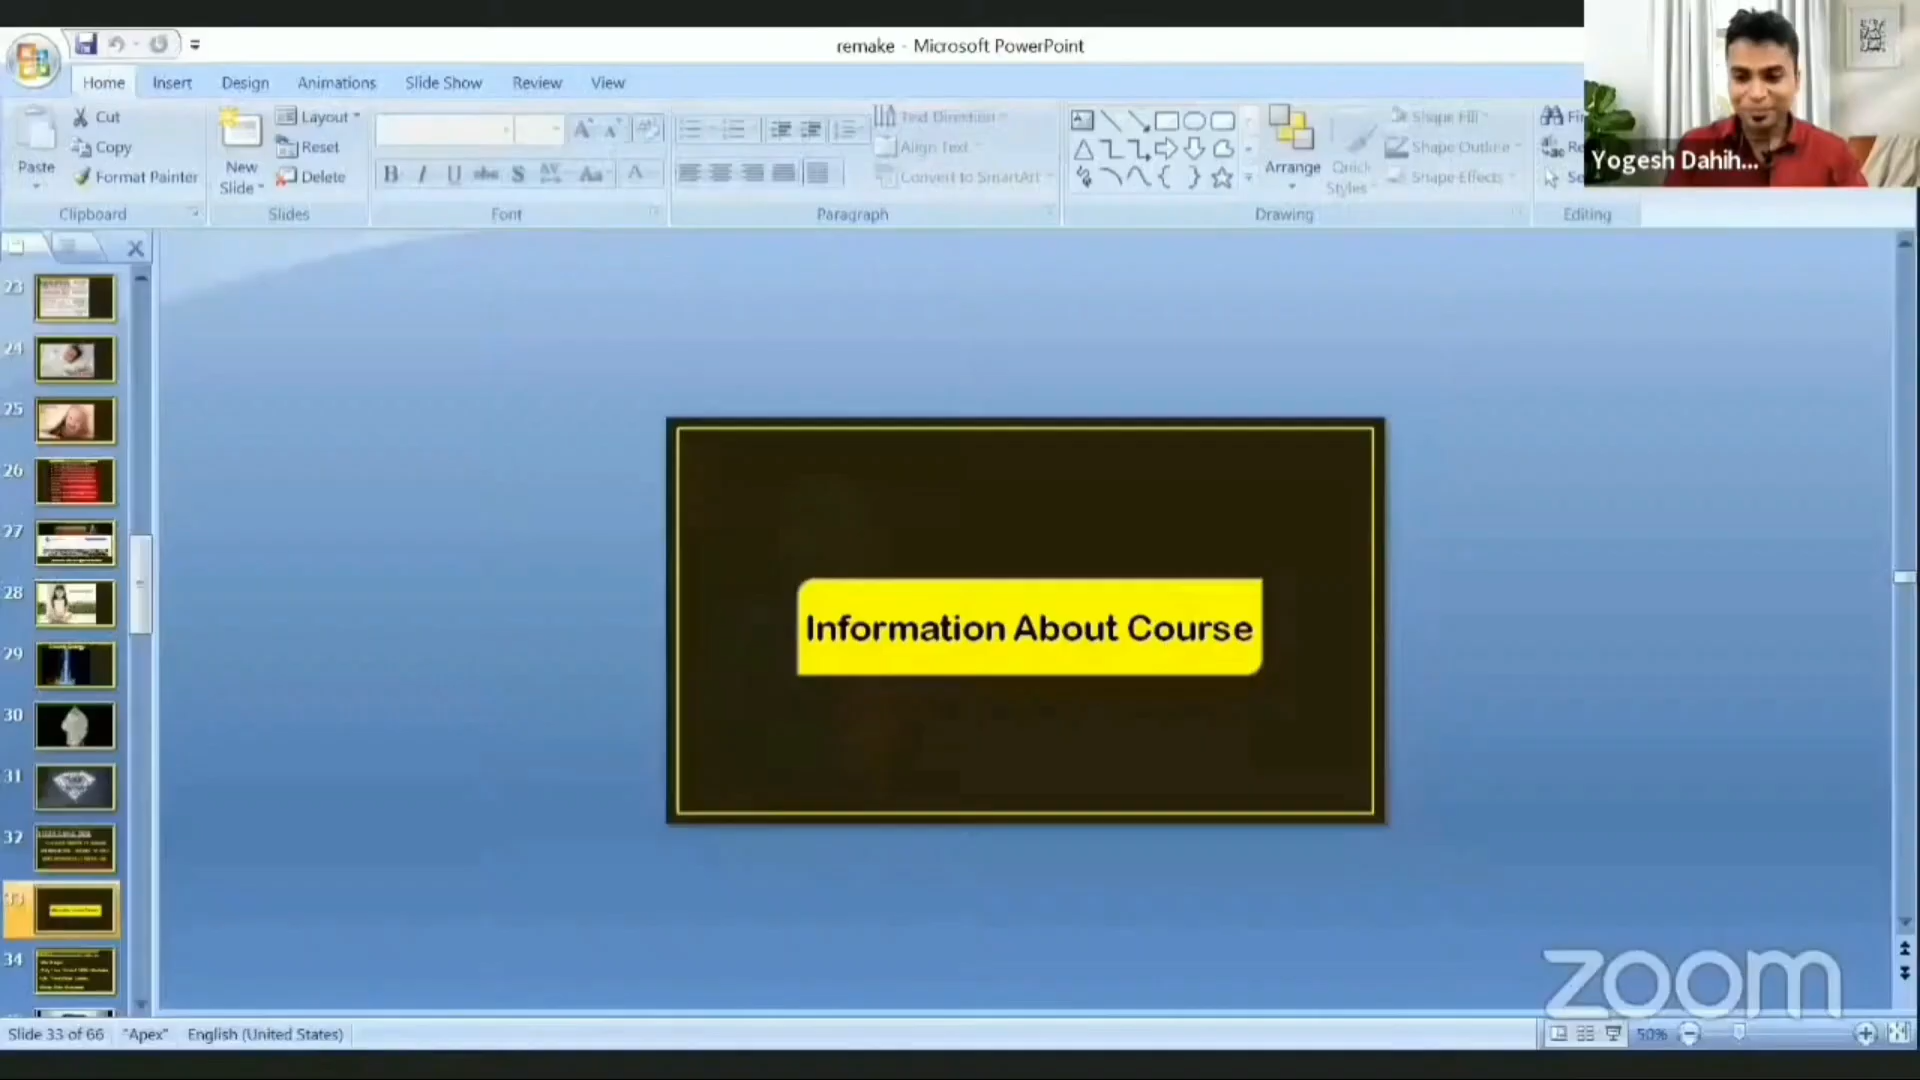 remake - Microsoft PowerPoint
Home Insert Design Animations Slide Show Review View
Cut
Copy
Format Painter
Paste
Clipboard
New
Slide
Layout
Reset
Delete
Slides
Font
Text Direction
Align Text
Convert to SmartArt
Paragraph
Arrange
Quick
Styles
Shape Fill
Shape Outline
Shape Effects
Drawing
Editing
Yogesh Dahih...
23
24
25
26
27
28
29
30
31
32
33
34
Information About Course
zoom
Slide 33 of 66 "Apex" English (United States) 50%